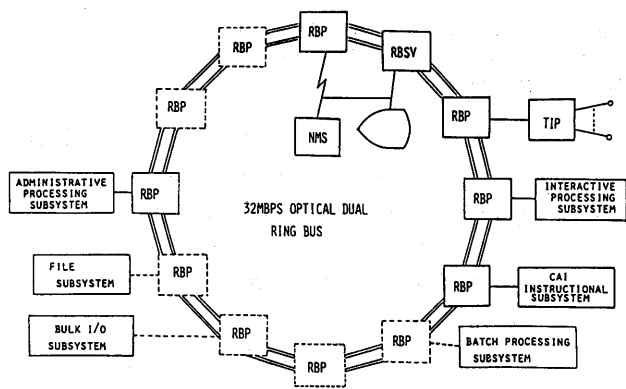 RBP
RBSV
RBP
RBP
NMS
RBP
TIP
ADMINISTRATIVE
PROCESSING
SUBSYSTEM
RBP
32MBPS OPTICAL DUAL
RING BUS
RBP
INTERACTIVE
PROCESSING
SUBSYSTEM
FILE
SUBSYSTEM
RBP
RBP
CAI
INSTRUCTIONAL
SUBSYSTEM
BULK I/O
SUBSYSTEM
RBP
RBP
RBP
BATCH PROCESSING
SUBSYSTEM